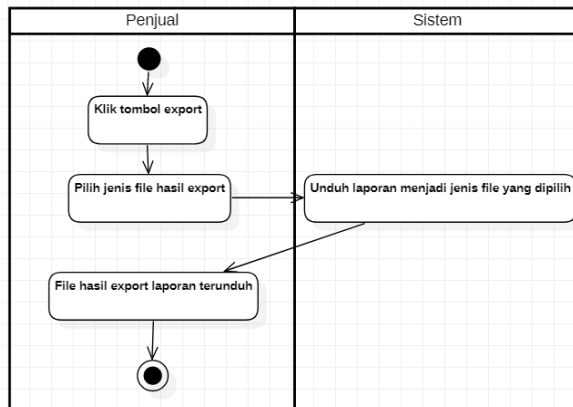 Penjual
Sistem
Klik tombol export
Pilih jenis file hasil export
Unduh laporan menjadi jenis file yang dipilih
File hasil export laporan terunduh